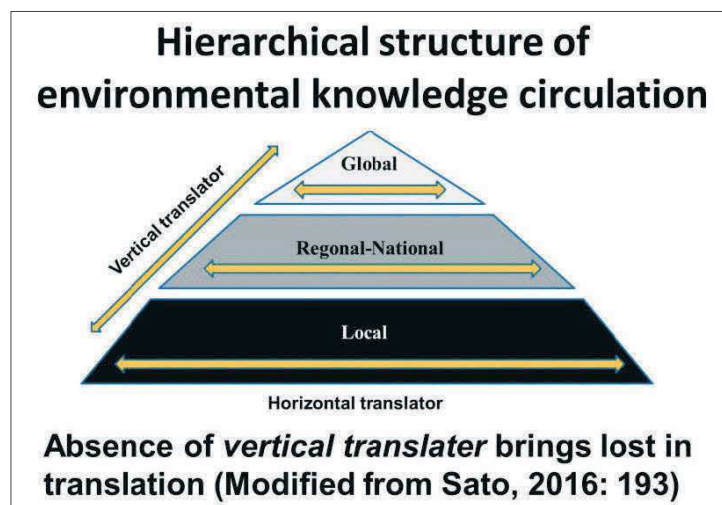 Hierarchical structure of
environmental knowledge circulation
Global
Vertical translator
Regonal-National
Local
Horizontal translator
Absence of vertical translater brings lost in
translation (Modified from Sato, 2016: 193)